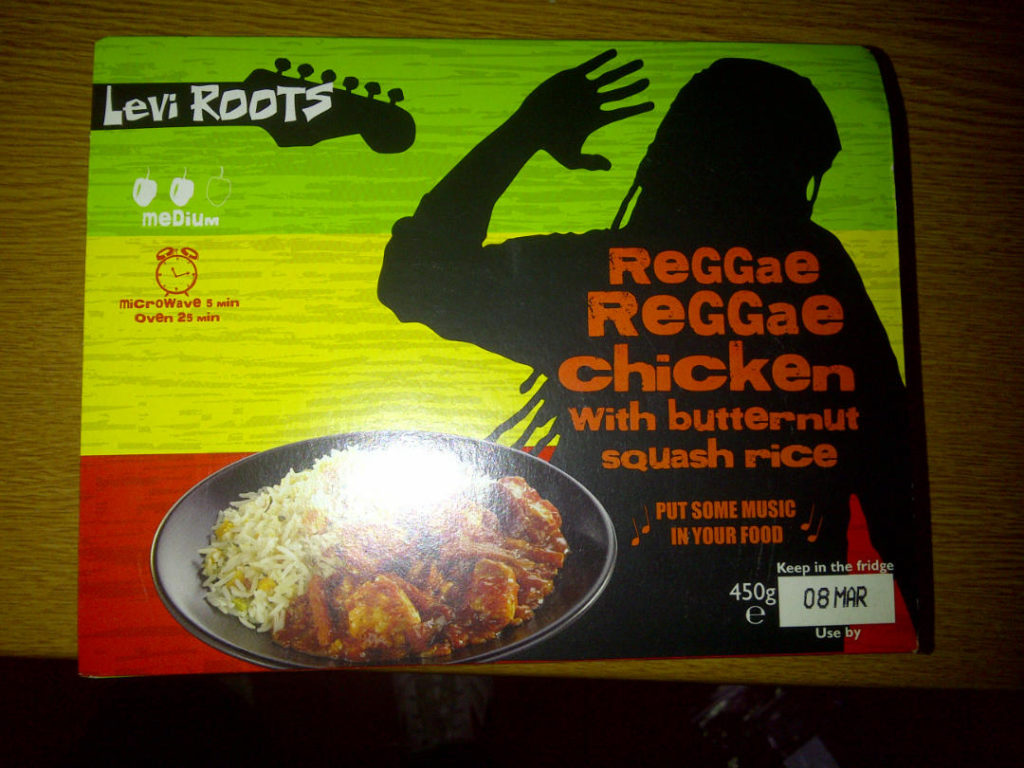 Levi ROOTS
meDiUM
MiCROWave 5 Min
Oven 25 Min
ReGGae
ReGGae
chicken
With butternut
squash rice
PUT SOME MUSIC
IN YOUR FOOD
Keep in the fridge
450g
e
08 MAR
Use by